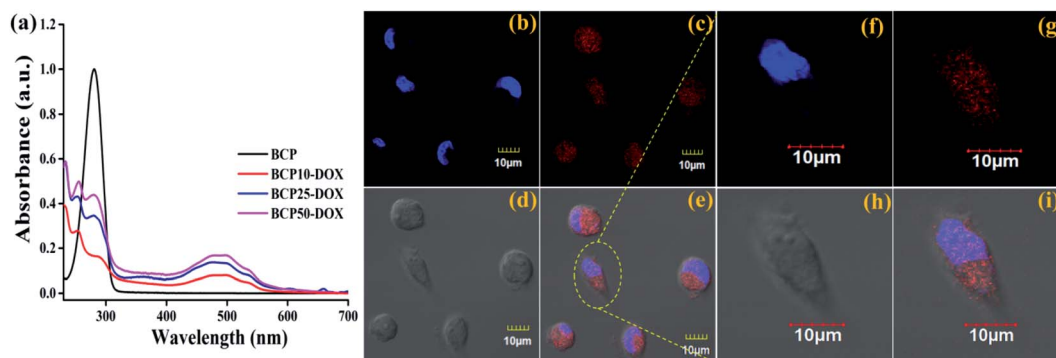 (a)
Absorbance (a.u.)
1.2
1.0
0.8
0.6
0.4
0.2
0.0
300
400
500
600
700
Wavelength (nm)
BCP
BCP10-DOX
BCP25-DOX
BCP50-DOX
(b)
10µm
(c)
10µm
(d)
10µm
(e)
10µm
(f)
10µm
(g)
10µm
(h)
10µm
(i)
10µm